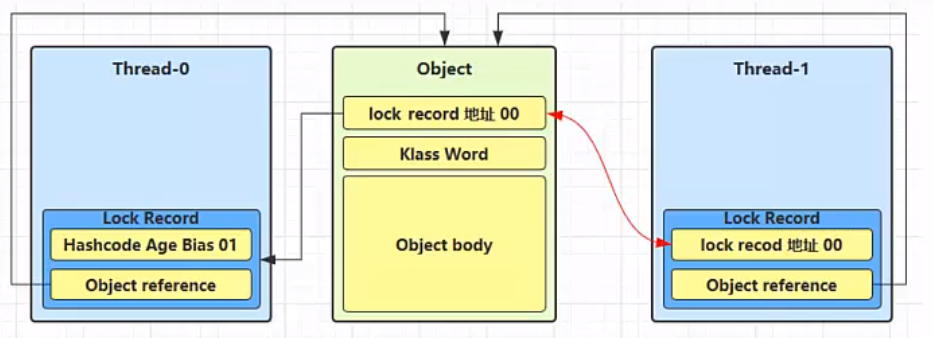 Thread-0
Lock Record
Hashcode Age Bias 01
Object reference
Object
lock record 地址 00
Klass Word
Object body
Thread-1
Lock Record
lock recod 地址 00
Object reference